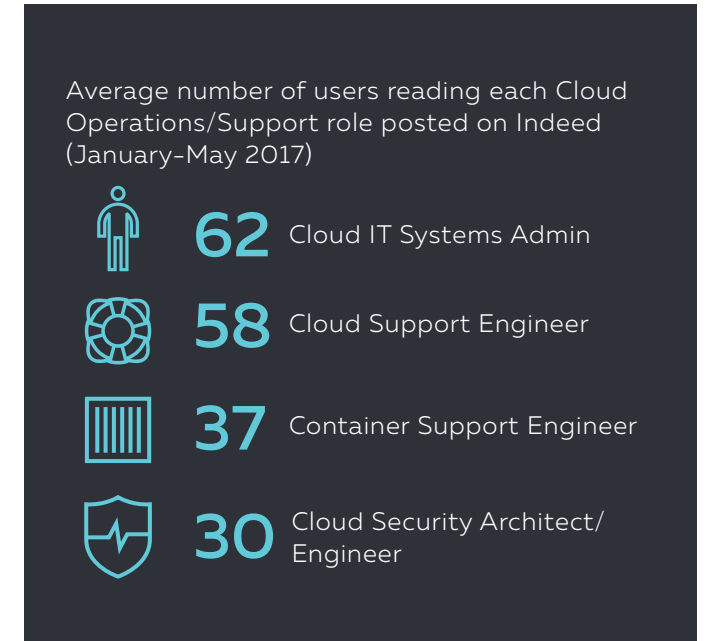 Average number of users reading each Cloud
Operations/Support role posted on Indeed
(January-May 2017)
62 Cloud IT Systems Admin
58 Cloud Support Engineer
37 Container Support Engineer
30 Cloud Security Architect/
Engineer